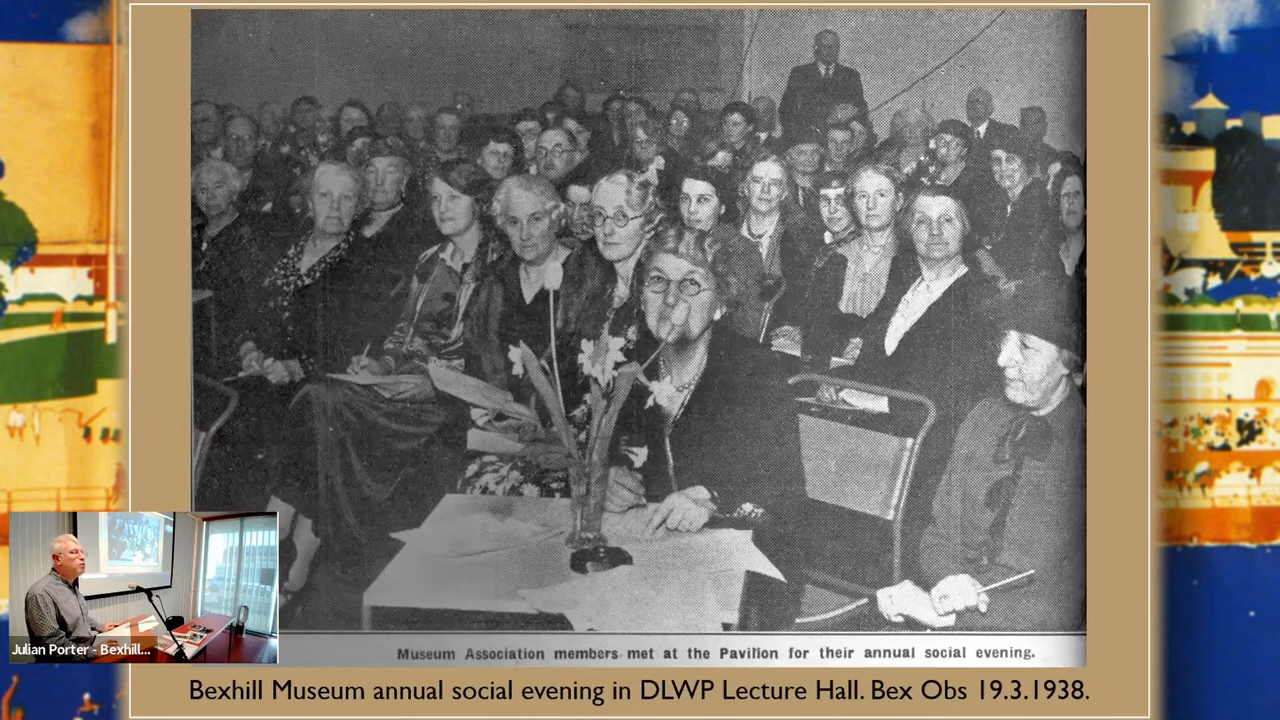 Museum Association members met at the Pavilion for their annual social evening.
Julian Porter - Bexhill...
Bexhill Museum annual social evening in DLWP Lecture Hall. Bex Obs 19.3.1938.